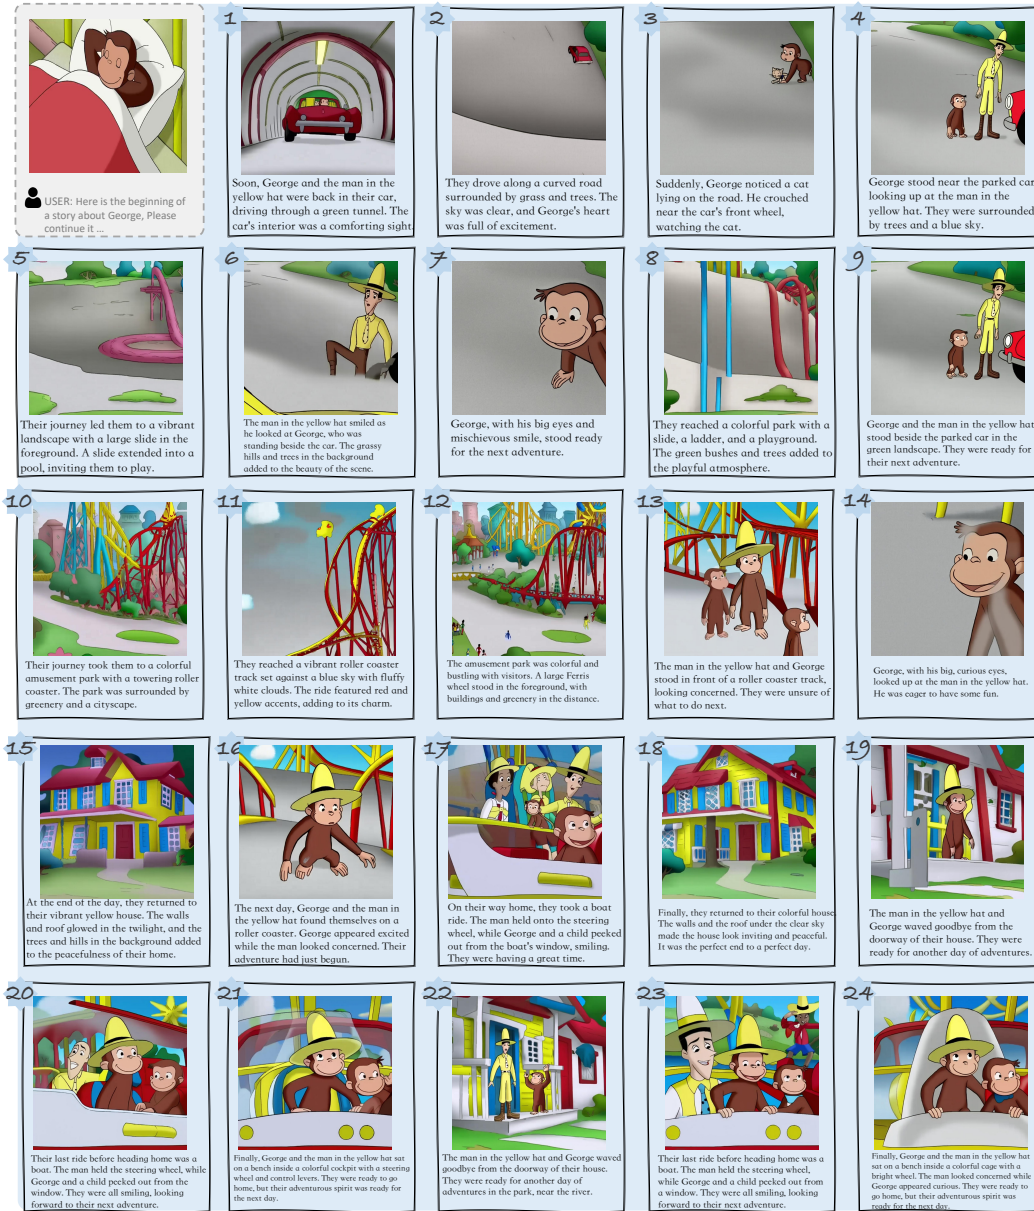 USER: Here is the beginning of
a story about George, Please
continue it ...
1
Soon, George and the man in the
yellow hat were back in their car,
driving through a green tunnel. The
car's interior was a comforting sight.
2
They drove along a curved road
surrounded by grass and trees. The
sky was clear, and George's heart
was full of excitement.
3
Suddenly, George noticed a cat
lying on the road. He crouched
near the car's front wheel,
watching the cat.
4
George stood near the parked car
looking up at the man in the
yellow hat. They were surrounded
by trees and a blue sky.
5
Their journey led them to a vibrant
landscape with a large slide in the
foreground. A slide extended into a
pool, inviting them to play.
6
The man in the yellow hat smiled as
he looked at George, who was
standing beside the car. The grassy
hills and trees in the background
added to the beauty of the scene.
7
George, with his big eyes and
mischievous smile, stood ready
for the next adventure.
8
They reached a colorful park with a
slide, a ladder, and a playground.
The green bushes and trees added to
the playful atmosphere.
9
George and the man in the yellow hat
stood beside the parked car in the
green landscape. They were ready for
their next adventure.
10
Their journey took them to a colorful
amusement park with a towering roller
coaster. The park was surrounded by
greenery and a cityscape.
11
They reached a vibrant roller coaster
track set against a blue sky with fluffy
white clouds. The ride featured red and
yellow accents, adding to its charm.
12
The amusement park was colorful and
bustling with visitors. A large Ferris
wheel stood in the foreground, with
buildings and greenery in the distance.
13
The man in the yellow hat and George
stood in front of a roller coaster track,
looking concerned. They were unsure of
what to do next.
14
George, with his big, curious eyes,
looked up at the man in the yellow hat.
He was eager to have some fun.
15
At the end of the day, they returned to
their vibrant yellow house. The walls
and roof glowed in the twilight, and the
trees and hills in the background added
to the peacefulness of their home.
16
The next day, George and the man in
the yellow hat found themselves on a
roller coaster. George appeared excited
while the man looked concerned. Their
adventure had just begun.
17
On their way home, they took a boat
ride. The man held onto the steering
wheel, while George and a child peeked
out from the boat's window, smiling.
They were having a great time.
18
Finally, they returned to their colorful house.
The walls and the roof under the clear sky
made the house look inviting and peaceful.
It was the perfect end to a perfect day.
19
The man in the yellow hat and
George waved goodbye from the
doorway of their house. They were
ready for another day of adventures.
20
Their last ride before heading home was a
boat. The man held the steering wheel, while
George and a child peeked out from the
window. They were all smiling, looking
forward to their next adventure.
21
Finally, George and the man in the yellow hat sat
on a bench inside a colorful cockpit with a steering
wheel and control levers. They were ready to go
home, but their adventurous spirit was ready for
the next day.
22
The man in the yellow hat and George waved
goodbye from the doorway of their house.
They were ready for another day of
adventures in the park, near the river.
23
Their last ride before heading home was a
boat. The man held the steering wheel,
while George and a child peeked out from
a window. They were all smiling, looking
forward to their next adventure.
24
Finally, George and the man in the yellow hat
sat on a bench inside a colorful cage with a
bright wheel. The man looked concerned while
George appeared curious. They were ready to
go home, but their adventurous spirit was
ready for the next day.